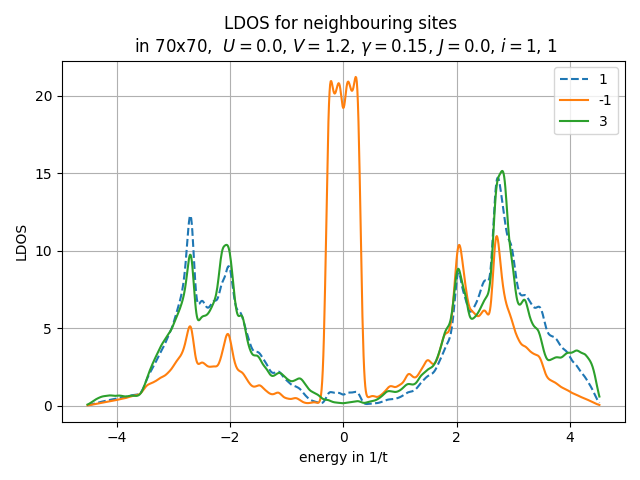 LDOS for neighbouring sites
in 70x70, U = 0.0, V = 1.2, γ = 0.15, J = 0.0, i = 1, 1
1
-1
3
20
15
10
5
0
LDOS
−4 −2 0 2 4
energy in 1/t